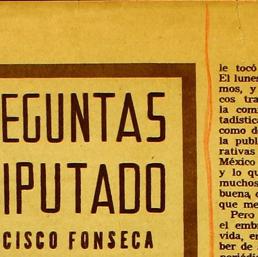 EGUNTAS
IPUTADO
CISCO FONSECA
le tocó
El lunes
mos, y
cos tra
la com
tadístic
como d
la publ
rativas
México
y lo qu
muchos
buena,
que me
Pero
el emb
vida, e
ber de